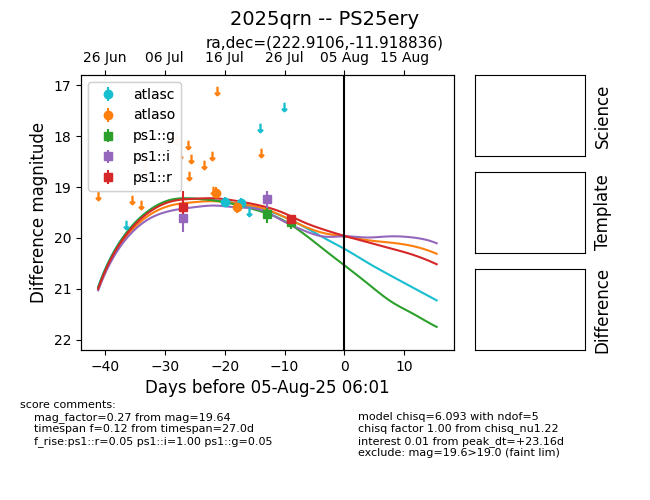 2025qrn -- PS25ery
ra,dec=(222.9106,-11.918836)
26 Jun 06 Jul 16 Jul 26 Jul 05 Aug 15 Aug
atlasc
atlaso
ps1::g
ps1::i
ps1::r
17
18
19
20
21
22
Difference magnitude
−40 −30 −20 −10 0 10
Days before 05-Aug-25 06:01
Science
Template
Difference
score comments:
mag_factor=0.27 from mag=19.64
timespan f=0.12 from timespan=27.0d
f_rise:ps1::r=0.05 ps1::i=1.00 ps1::g=0.05
model chisq=6.093 with ndof=5
chisq factor 1.00 from chisq_nu1.22
interest 0.01 from peak_dt=+23.16d
exclude: mag=19.6>19.0 (faint lim)